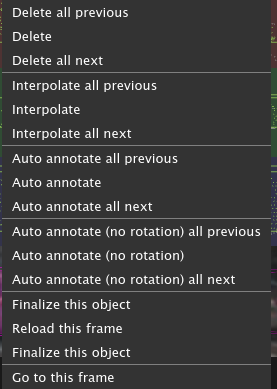 Delete all previous
Delete
Delete all next
Interpolate all previous
Interpolate
Interpolate all next
Auto annotate all previous
Auto annotate
Auto annotate all next
Auto annotate (no rotation) all previous
Auto annotate (no rotation)
Auto annotate (no rotation) all next
Finalize this object
Reload this frame
Finalize this object
Go to this frame